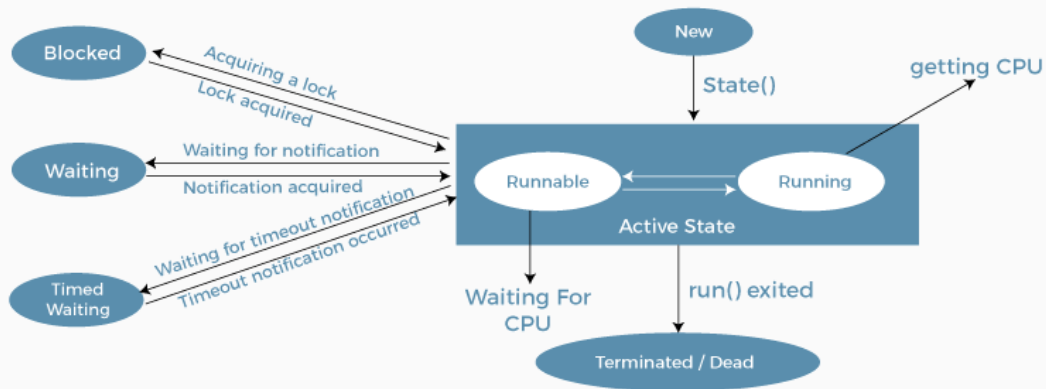 New
Blocked
Acquiring a lock
Lock acquired
State()
getting CPU
Waiting
Waiting for notification
Notification acquired
Runnable
Running
Active State
Waiting for timeout notification
Timeout notification occurred
Timed
Waiting
Waiting For
CPU
run() exited
Terminated / Dead